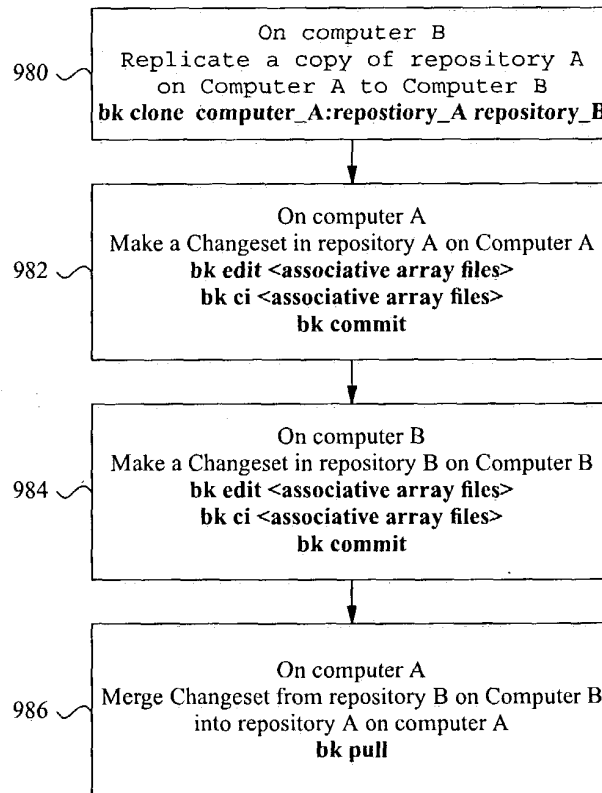 On computer B
Replicate a copy of repository A
on Computer A to Computer B
bk clone computer_A:repostiory_A repository_B
980
On computer A
Make a Changeset in repository A on Computer A
bk edit <associative array files>
bk ci <associative array files>
bk commit
982
On computer B
Make a Changeset in repository B on Computer B
bk edit <associative array files>
bk ci <associative array files>
bk commit
984
On computer A
Merge Changeset from repository B on Computer B
into repository A on computer A
bk pull
986